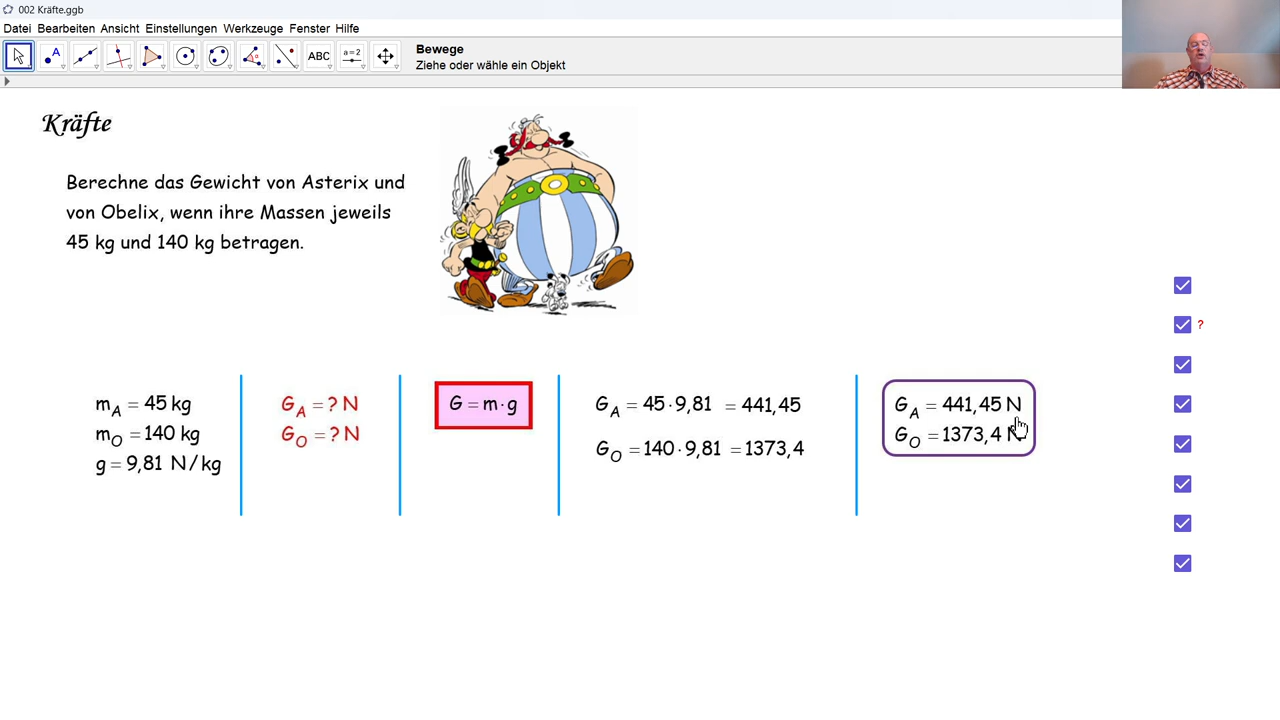 002 Kräfte.ggb
Datei Bearbeiten Ansicht Einstellungen Werkzeuge Fenster Hilfe
A
ABC
a=2
Bewege
Ziehe oder wähle ein Objekt
Kräfte
Berechne das Gewicht von Asterix und
von Obelix, wenn ihre Massen jeweils
45 kg und 140 kg betragen.
?
m_A = 45 kg
m_O = 140 kg
g = 9,81 N/kg
G_A = ? N
G_O = ? N
G = m·g
G_A = 45·9,81 = 441,45
G_O = 140·9,81 = 1373,4
G_A = 441,45 N
G_O = 1373,4 N